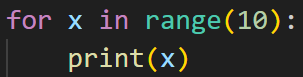 for x in range(10):
    print(x)